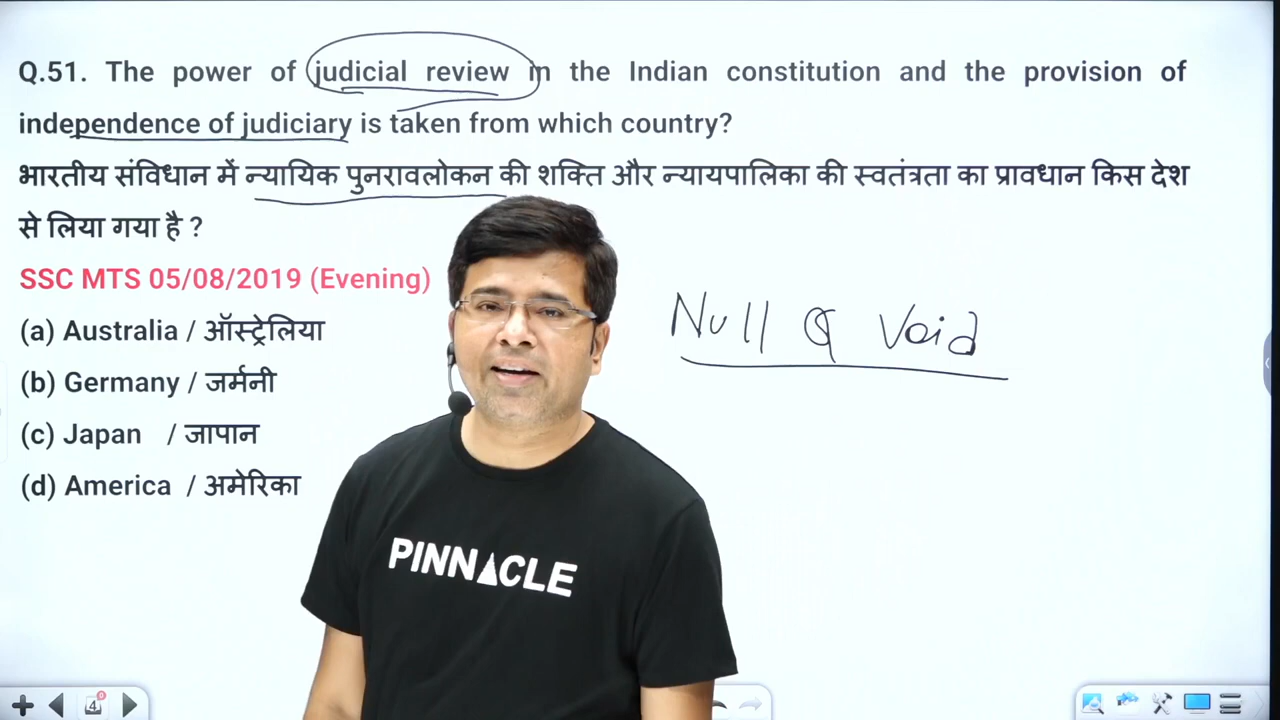 Q.51. The power of judicial review in the Indian constitution and the provision of
independence of judiciary is taken from which country?
भारतीय संविधान में न्यायिक पुनरावलोकन की शक्ति और न्यायपालिका की स्वतंत्रता का प्रावधान किस देश
से लिया गया है ?
SSC MTS 05/08/2019 (Evening)
(a) Australia / ऑस्ट्रेलिया
(b) Germany / जर्मनी
(c) Japan / जापान
(d) America / अमेरिका
Null & Void
PINNACLE
4
0